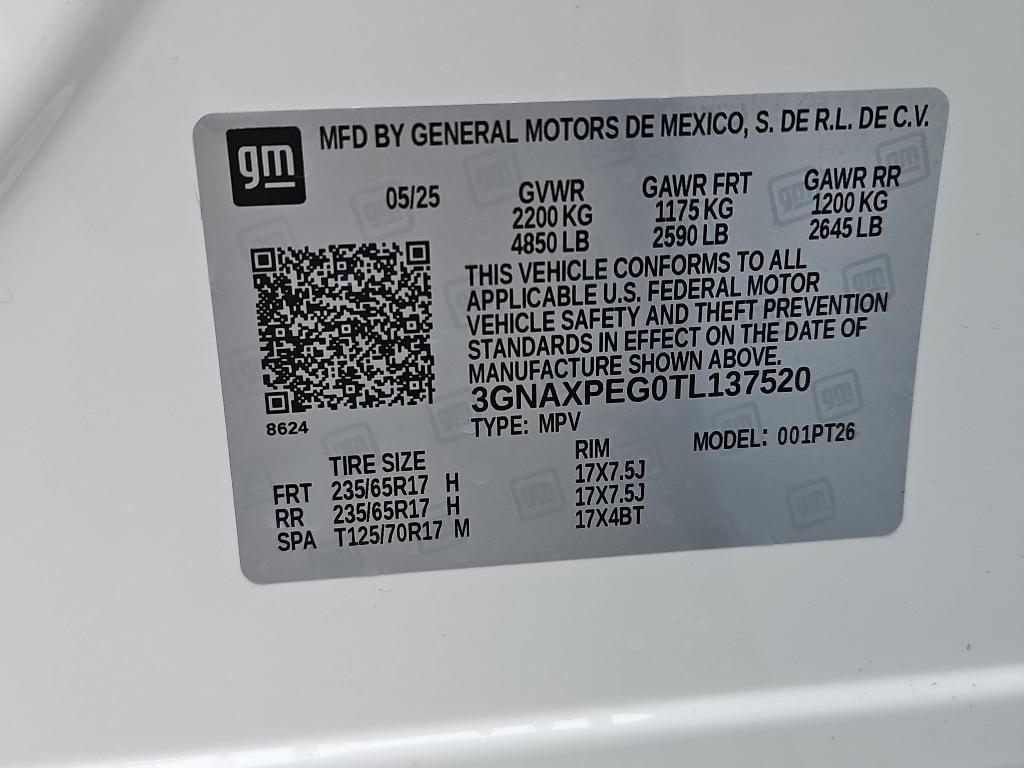 gm MFD BY GENERAL MOTORS DE MEXICO, S. DE R.L. DE C.V.
05/25 GVWR GAWR FRT GAWR RR
2200 KG 1175 KG 1200 KG
4850 LB 2590 LB 2645 LB
THIS VEHICLE CONFORMS TO ALL
APPLICABLE U.S. FEDERAL MOTOR
VEHICLE SAFETY AND THEFT PREVENTION
STANDARDS IN EFFECT ON THE DATE OF
MANUFACTURE SHOWN ABOVE.
3GNAXPEG0TL137520
8624 TYPE: MPV MODEL: 001PT26
TIRE SIZE RIM
FRT 235/65R17 H 17X7.5J
RR 235/65R17 H 17X7.5J
SPA T125/70R17 M 17X4BT